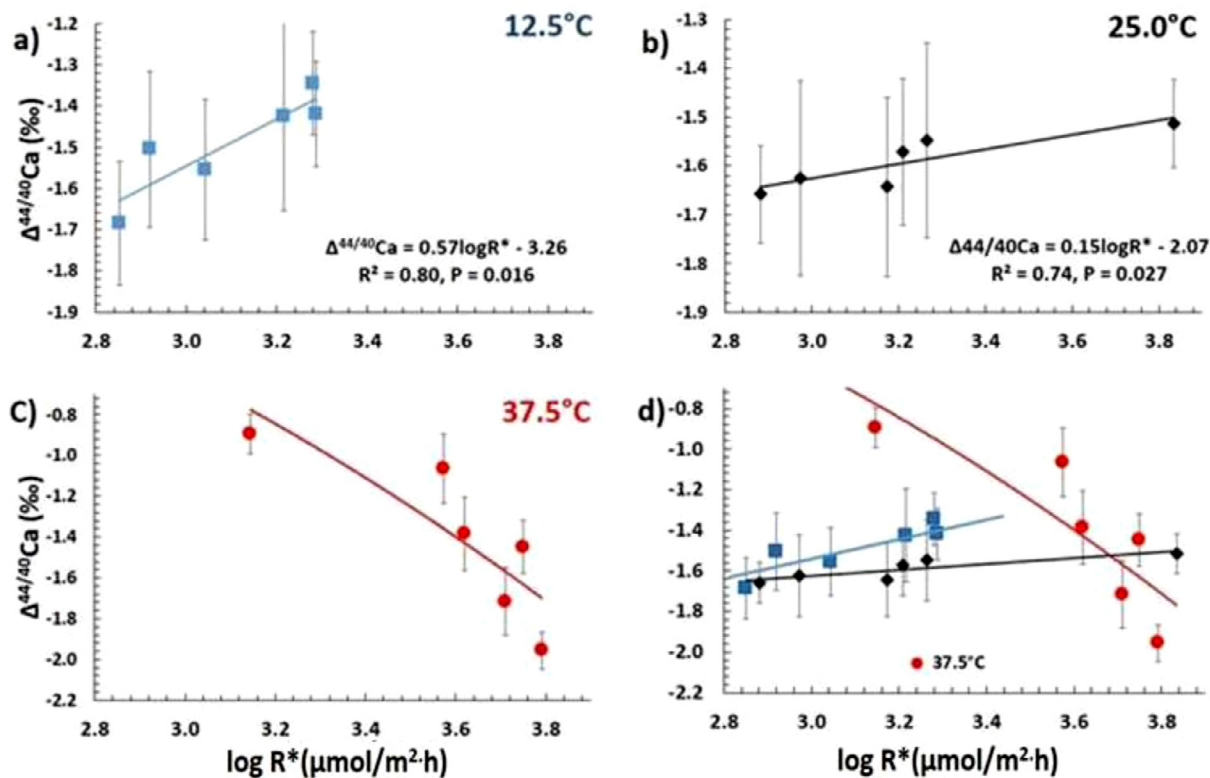 a)
12.5°C
-1.2
-1.3
-1.4
-1.5
-1.6
-1.7
-1.8
-1.9
Δ⁴⁴/⁴⁰Ca (‰)
Δ⁴⁴/⁴⁰Ca = 0.57logR* - 3.26
R² = 0.80, P = 0.016
2.8 3.0 3.2 3.4 3.6 3.8
b)
25.0°C
-1.3
-1.4
-1.5
-1.6
-1.7
-1.8
-1.9
Δ44/40Ca = 0.15logR* - 2.07
R² = 0.74, P = 0.027
2.8 3.0 3.2 3.4 3.6 3.8
C)
37.5°C
-0.8
-1.0
-1.2
-1.4
-1.6
-1.8
-2.0
-2.2
Δ⁴⁴/⁴⁰Ca (‰)
2.8 3.0 3.2 3.4 3.6 3.8
log R*(μmol/m²·h)
d)
-0.8
-1.0
-1.2
-1.4
-1.6
-1.8
-2.0
-2.2
37.5°C
2.8 3.0 3.2 3.4 3.6 3.8
log R*(μmol/m²·h)